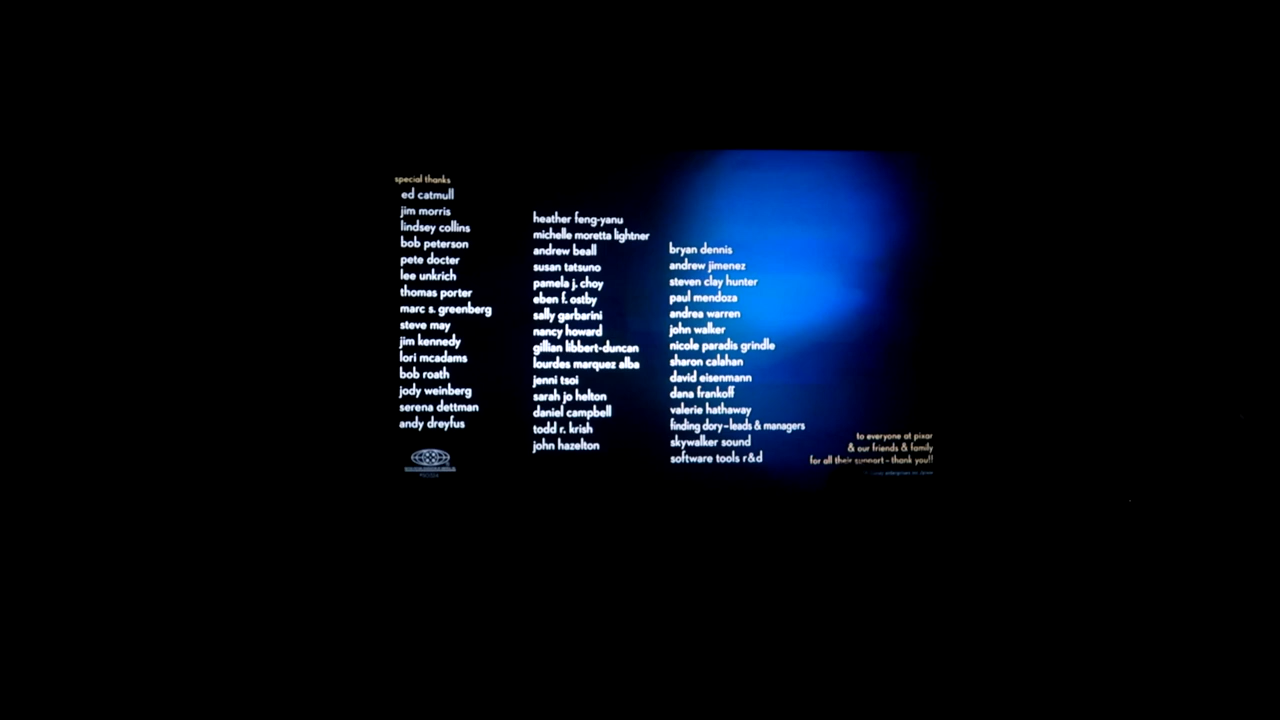 special thanks
ed catmull
jim morris
lindsey collins
bob peterson
pete docter
lee unkrich
thomas porter
marc s. greenberg
steve may
jim kennedy
lori mcadams
bob roath
jody weinberg
serena dettman
andy dreyfus
heather feng-yanu
michelle moretta lightner
andrew beall
susan tatsuno
pamela j. choy
eben f. ostby
sally garbarini
nancy howard
gillian libbert-duncan
lourdes marquez alba
jenni tsoi
sarah jo helton
daniel campbell
todd r. krish
john hazelton
bryan dennis
andrew jimenez
steven clay hunter
paul mendoza
andrea warren
john walker
nicole paradis grindle
sharon calahan
david eisenmann
dana frankoff
valerie hathaway
finding dory–leads & managers
skywalker sound
software tools r&d
to everyone at pixar
& our friends & family
for all their support – thank you!!